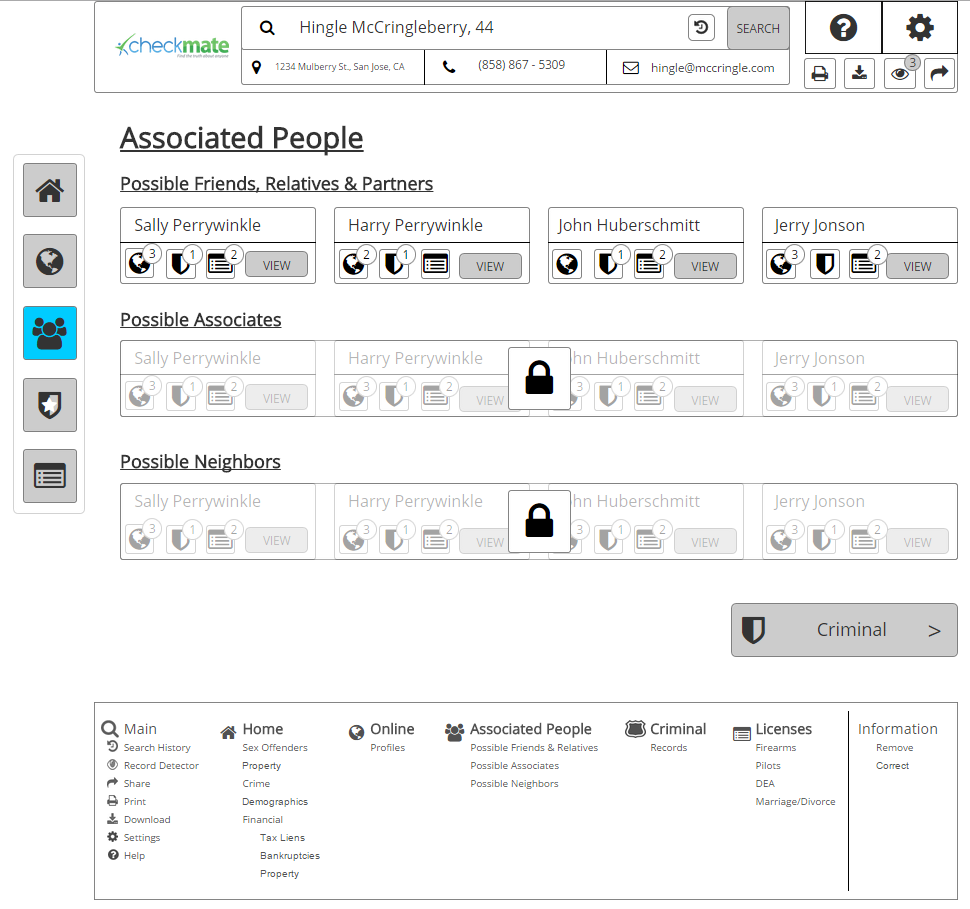 checkmate
Find the truth about anyone
Hingle McCringleberry, 44
SEARCH
1234 Mulberry St., San Jose, CA
(858) 867 - 5309
hingle@mccringle.com
3
Associated People
Possible Friends, Relatives & Partners
Sally Perrywinkle
3 1 2 VIEW
Harry Perrywinkle
2 1 VIEW
John Huberschmitt
1 2 VIEW
Jerry Jonson
3 2 VIEW
Possible Associates
Sally Perrywinkle
3 1 2 VIEW
Harry Perrywinkle
3 1 2 VIEW
hn Huberschmitt
3 1 2 VIEW
Jerry Jonson
3 1 2 VIEW
Possible Neighbors
Sally Perrywinkle
3 1 2 VIEW
Harry Perrywinkle
3 1 2 VIEW
hn Huberschmitt
3 1 2 VIEW
Jerry Jonson
3 1 2 VIEW
Criminal >
Main
Search History
Record Detector
Share
Print
Download
Settings
Help
Home
Sex Offenders
Property
Crime
Demographics
Financial
Tax Liens
Bankruptcies
Property
Online
Profiles
Associated People
Possible Friends & Relatives
Possible Associates
Possible Neighbors
Criminal
Records
Licenses
Firearms
Pilots
DEA
Marriage/Divorce
Information
Remove
Correct